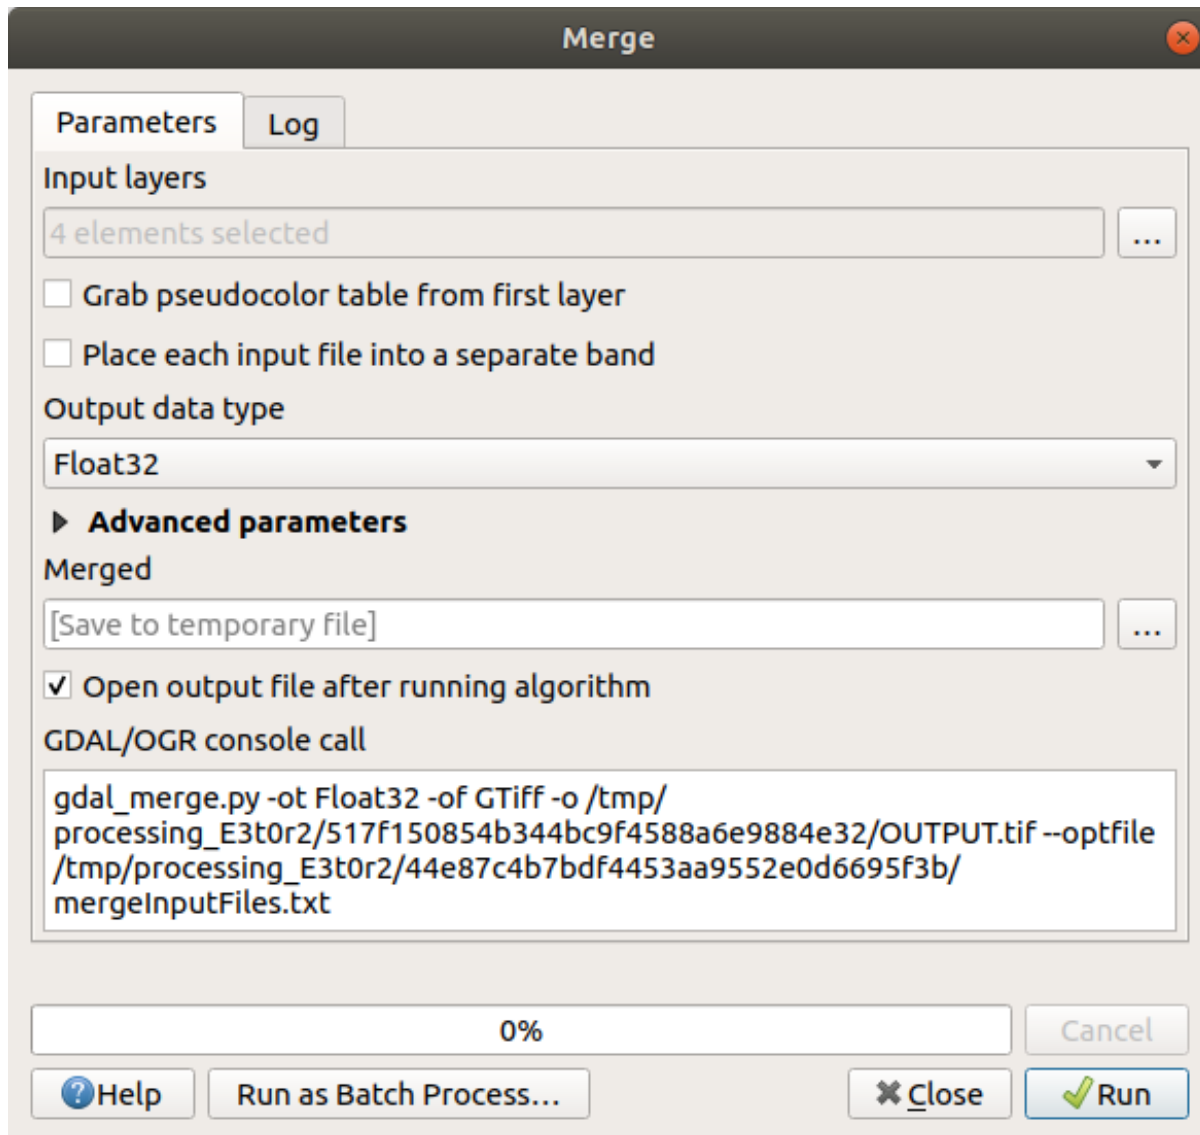 Merge
Parameters
Log
Input layers
4 elements selected
...
Grab pseudocolor table from first layer
Place each input file into a separate band
Output data type
Float32
Advanced parameters
Merged
[Save to temporary file]
...
Open output file after running algorithm
GDAL/OGR console call
gdal_merge.py -ot Float32 -of GTiff -o /tmp/
processing_E3t0r2/517f150854b344bc9f4588a6e9884e32/OUTPUT.tif --optfile
/tmp/processing_E3t0r2/44e87c4b7bdf4453aa9552e0d6695f3b/
mergeInputFiles.txt
0%
Cancel
Help
Run as Batch Process...
Close
Run